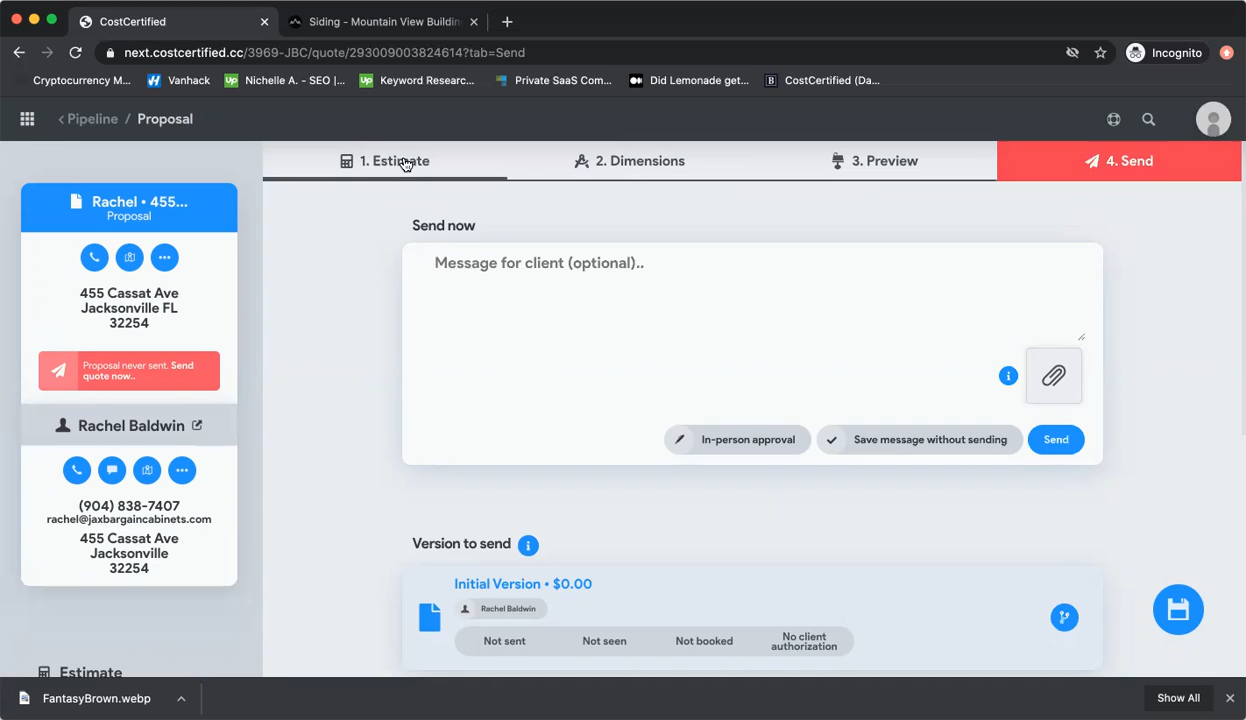 CostCertified
Siding - Mountain View Buildin
next.costcertified.cc/3969-JBC/quote/293009003824614?tab=Send
Incognito
Cryptocurrency M...
Vanhack
Nichelle A. - SEO |...
Keyword Researc...
Private SaaS Com...
Did Lemonade get...
CostCertified (Da...
Pipeline / Proposal
1. Estimate
2. Dimensions
3. Preview
4. Send
Rachel • 455...
Proposal
455 Cassat Ave
Jacksonville FL
32254
Proposal never sent. Send
quote now..
Rachel Baldwin
(904) 838-7407
rachel@jaxbargaincabinets.com
455 Cassat Ave
Jacksonville
32254
Estimate
Send now
Message for client (optional)..
In-person approval
Save message without sending
Send
Version to send
Initial Version • $0.00
Rachel Baldwin
Not sent
Not seen
Not booked
No client
authorization
FantasyBrown.webp
Show All